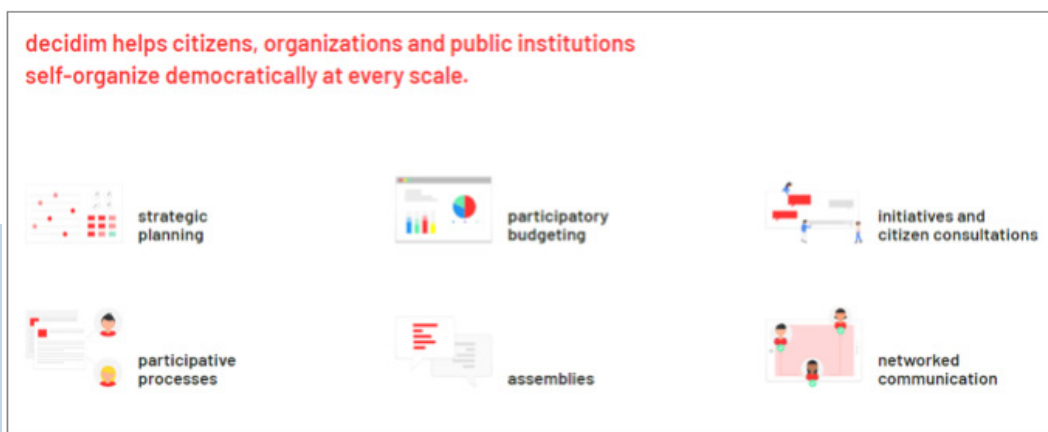 decidim helps citizens, organizations and public institutions
self-organize democratically at every scale.
strategic
planning
participatory
budgeting
initiatives and
citizen consultations
participative
processes
assemblies
networked
communication